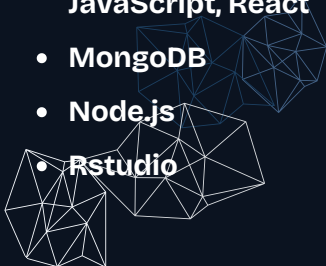 JavaScript, React
• MongoDB
• Node.js
• Rstudio